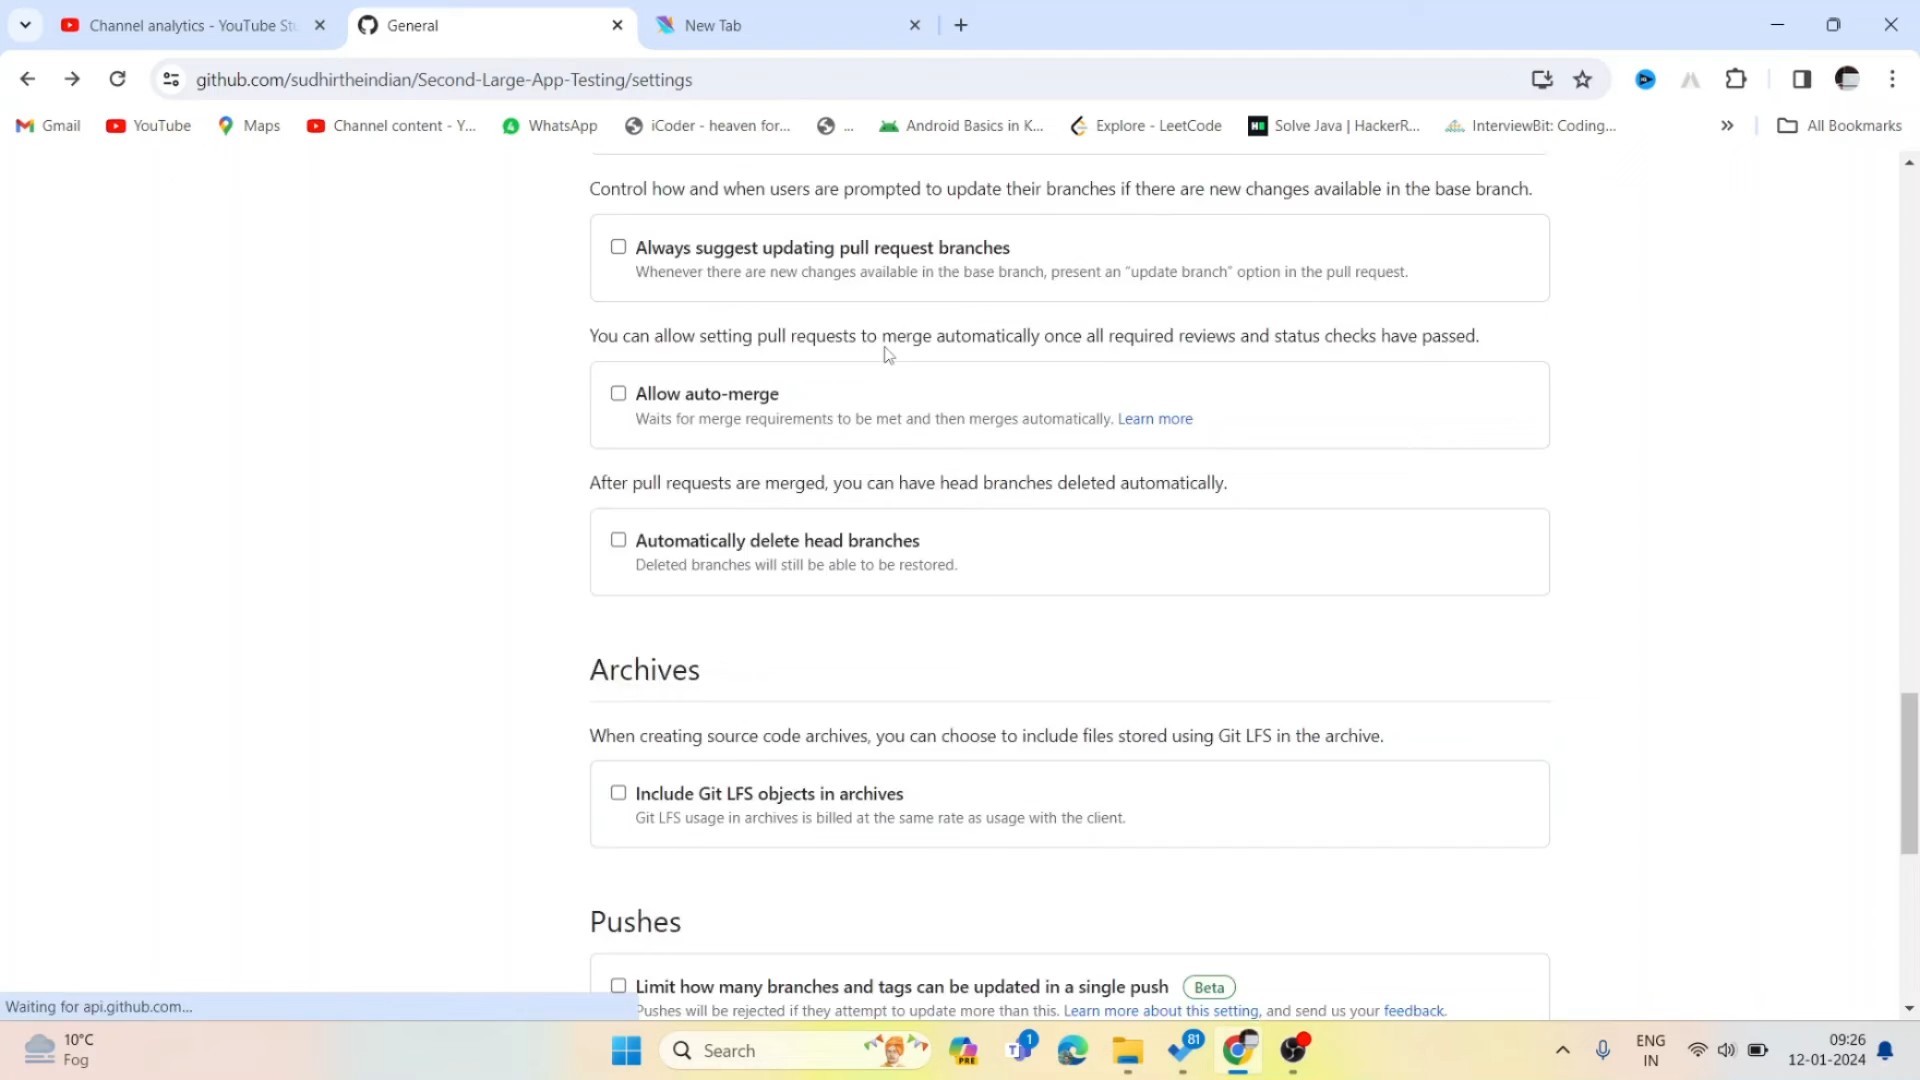 Channel analytics - YouTube Stu
General
New Tab
github.com/sudhirtheindian/Second-Large-App-Testing/settings
Gmail
YouTube
Maps
Channel content - Y...
WhatsApp
iCoder - heaven for...
...
Android Basics in K...
Explore - LeetCode
Solve Java | HackerR...
InterviewBit: Coding...
All Bookmarks
Control how and when users are prompted to update their branches if there are new changes available in the base branch.
Always suggest updating pull request branches
Whenever there are new changes available in the base branch, present an “update branch” option in the pull request.
You can allow setting pull requests to merge automatically once all required reviews and status checks have passed.
Allow auto-merge
Waits for merge requirements to be met and then merges automatically. Learn more
After pull requests are merged, you can have head branches deleted automatically.
Automatically delete head branches
Deleted branches will still be able to be restored.
Archives
When creating source code archives, you can choose to include files stored using Git LFS in the archive.
Include Git LFS objects in archives
Git LFS usage in archives is billed at the same rate as usage with the client.
Pushes
Limit how many branches and tags can be updated in a single push Beta
Pushes will be rejected if they attempt to update more than this. Learn more about this setting, and send us your feedback.
Waiting for api.github.com...
10°C
Fog
Search
PRE
1
81
ENG
IN
09:26
12-01-2024